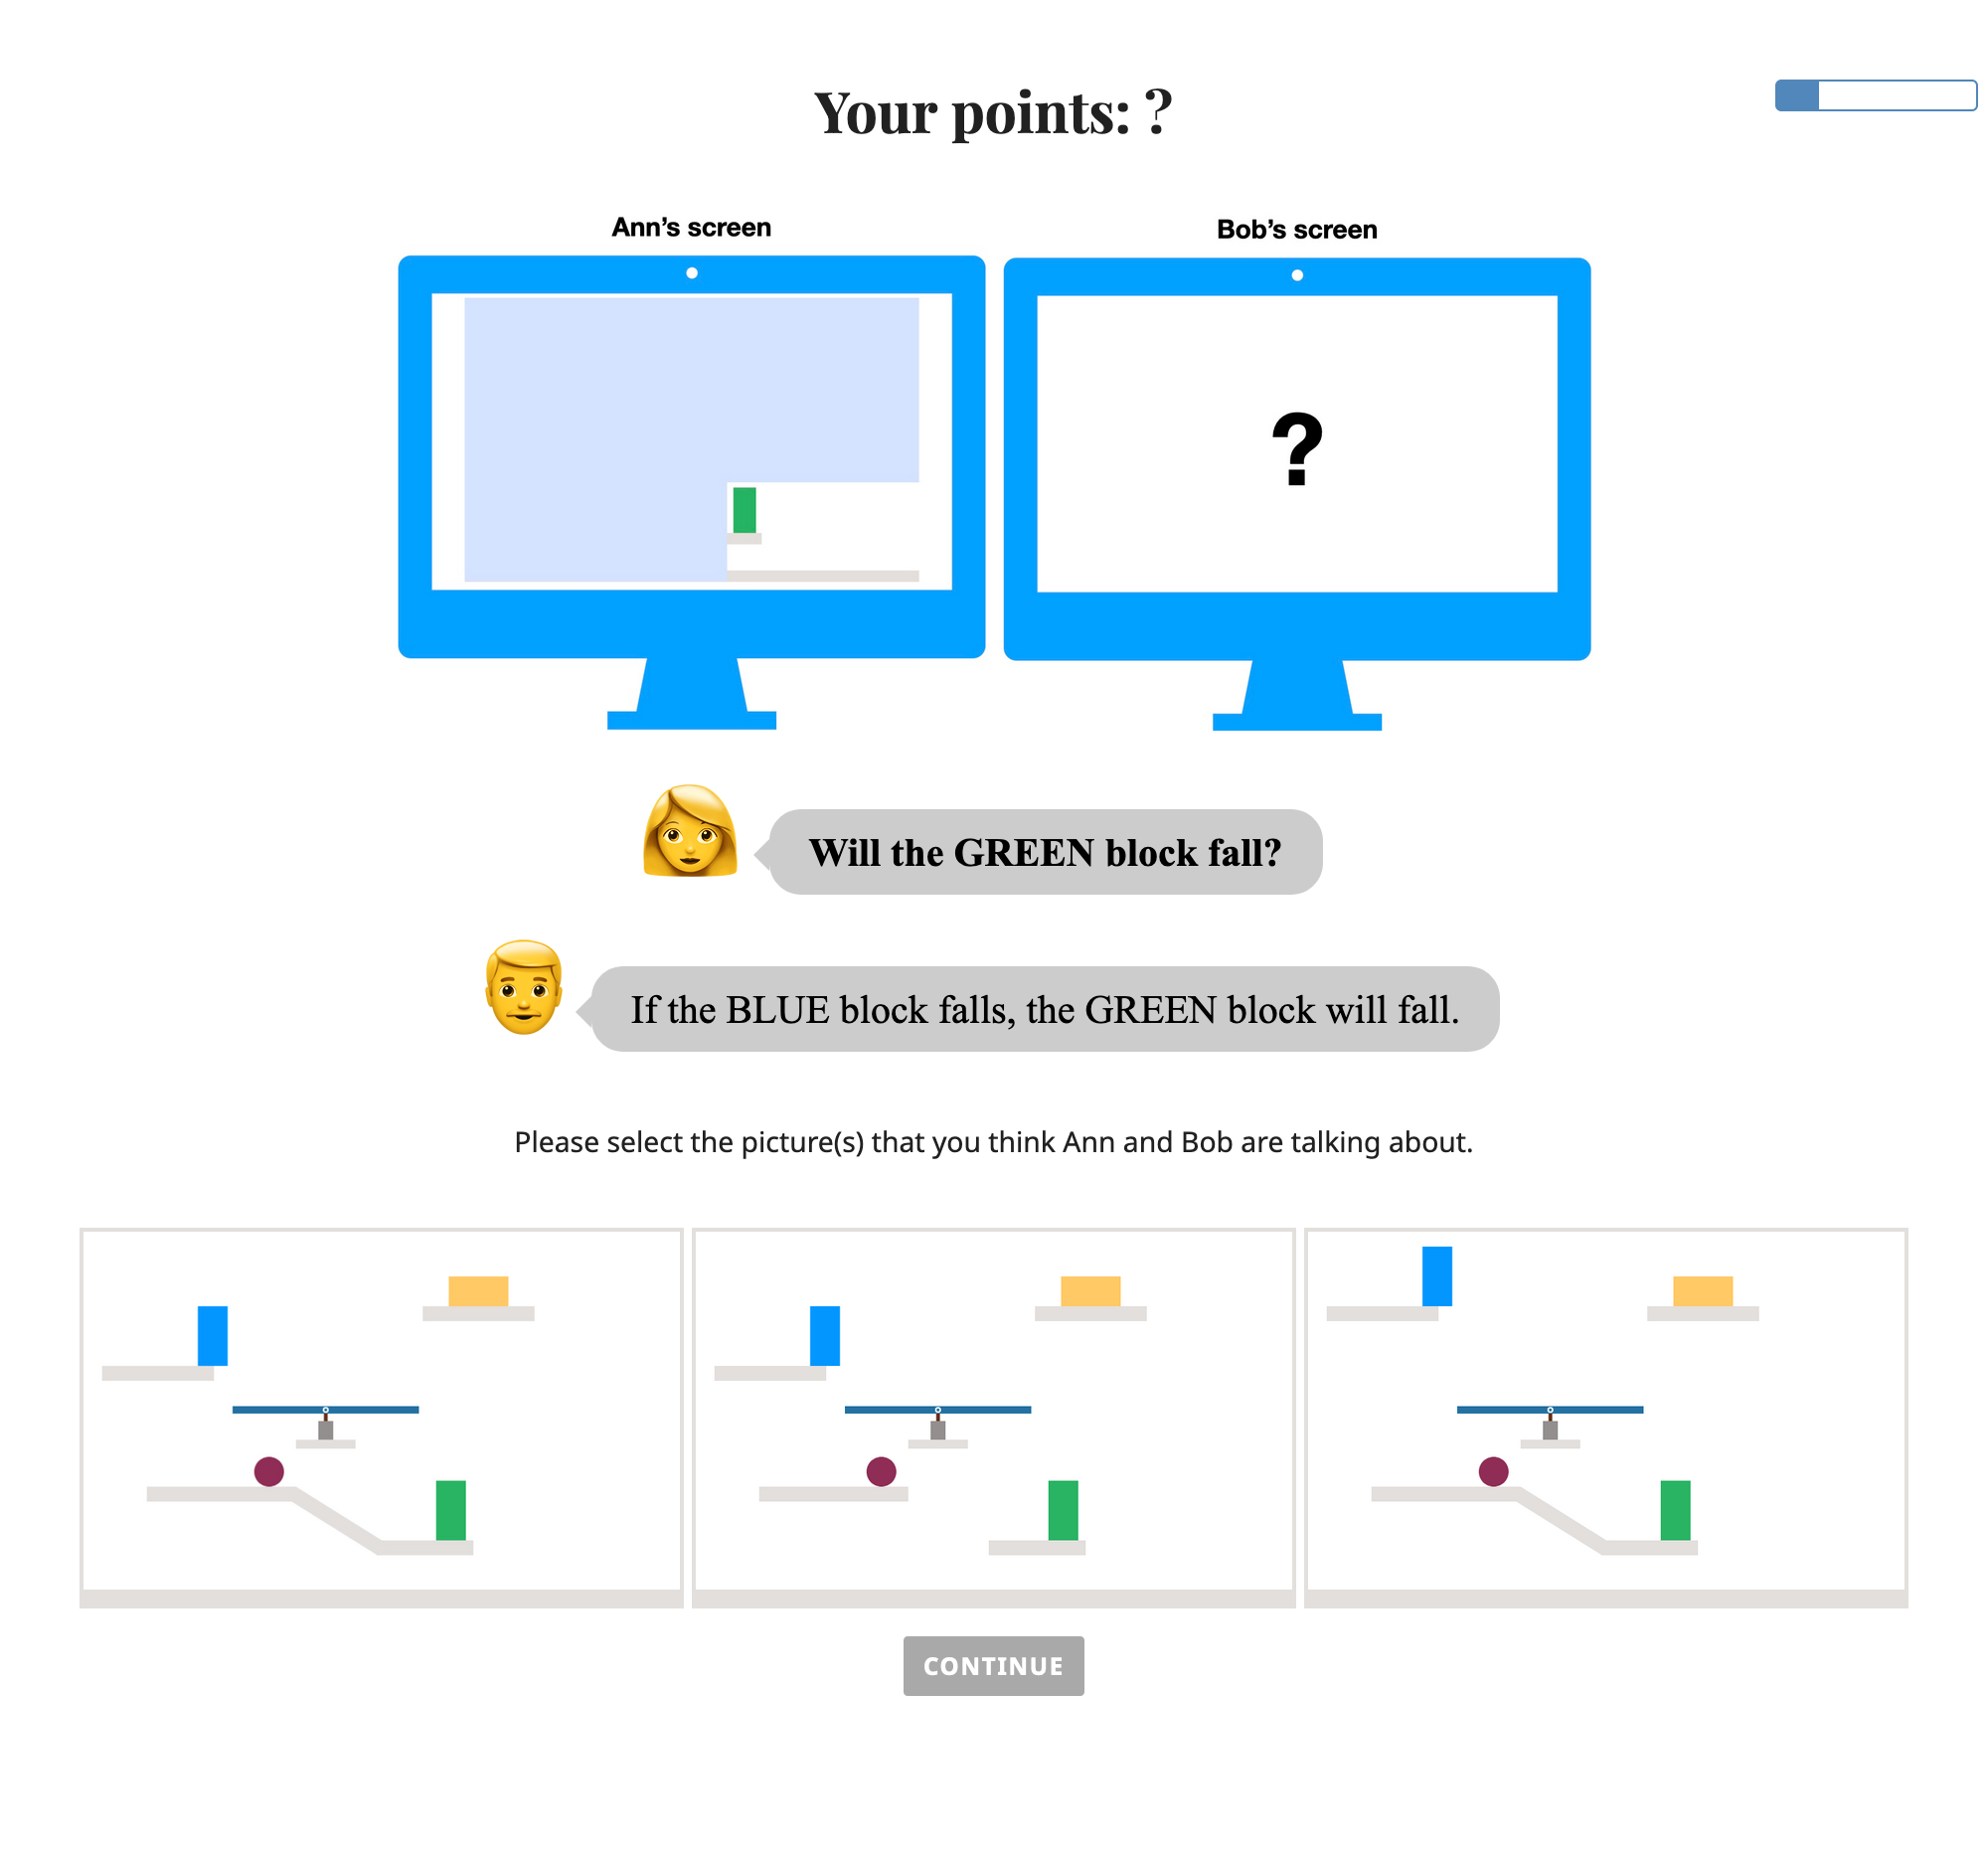 Your points: ?
Ann’s screen
Bob’s screen
?
Will the GREEN block fall?
If the BLUE block falls, the GREEN block will fall.
Please select the picture(s) that you think Ann and Bob are talking about.
CONTINUE